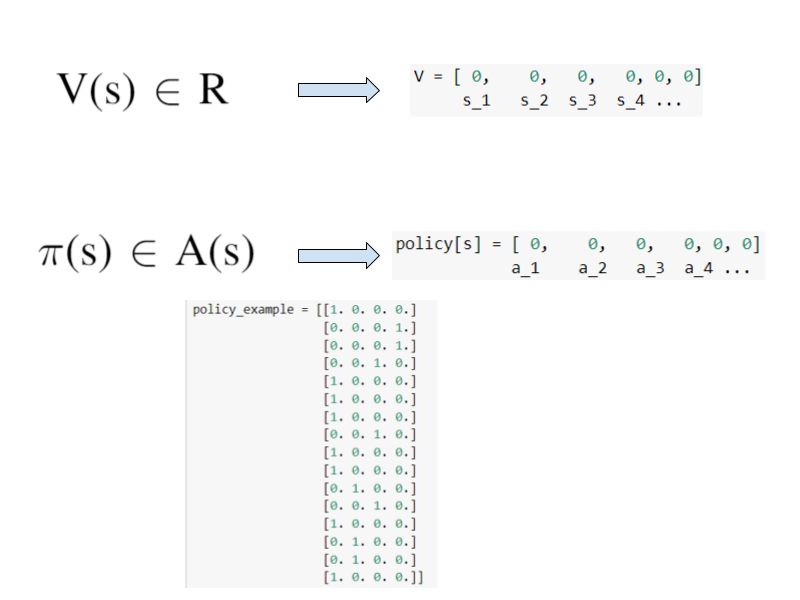 V(s) ∈ R
V = [ 0, 0, 0, 0, 0, 0]
s_1 s_2 s_3 s_4 ...
π(s) ∈ A(s)
policy[s] = [ 0, 0, 0, 0, 0, 0]
a_1 a_2 a_3 a_4 ...
policy_example = [[1. 0. 0. 0.]
[0. 0. 0. 1.]
[0. 0. 0. 1.]
[0. 0. 1. 0.]
[1. 0. 0. 0.]
[1. 0. 0. 0.]
[1. 0. 0. 0.]
[0. 0. 1. 0.]
[1. 0. 0. 0.]
[1. 0. 0. 0.]
[0. 1. 0. 0.]
[0. 0. 1. 0.]
[1. 0. 0. 0.]
[0. 1. 0. 0.]
[0. 1. 0. 0.]
[1. 0. 0. 0.]]